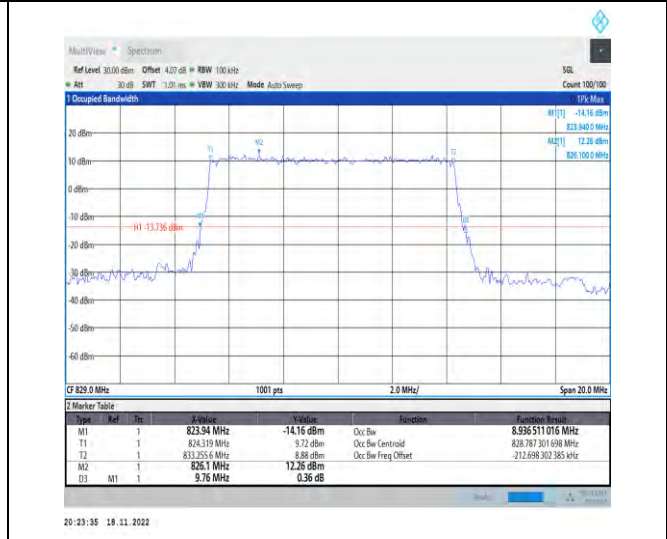 MultiView Spectrum
Ref Level 30.00 dBm Offset 4.07 dB RBW 100 kHz SGL
Att 30 dB SWT 1.01 ms VBW 300 kHz Mode Auto Sweep Count 100/100
1 Occupied Bandwidth 1Pk Max
M1[1] -14.16 dBm
823.940 0 MHz
M2[1] 12.26 dBm
826.100 0 MHz
20 dBm
T1 M2 T2
10 dBm
0 dBm
-10 dBm
H1 -13.736 dBm
-20 dBm
-30 dBm
-40 dBm
-50 dBm
-60 dBm
CF 829.0 MHz 1001 pts 2.0 MHz/ Span 20.0 MHz
2 Marker Table
Type Ref Trc X-Value Y-Value Function Function Result
M1 1 823.94 MHz -14.16 dBm Occ Bw 8.936 511 016 MHz
T1 1 824.319 MHz 9.72 dBm Occ Bw Centroid 828.787 301 698 MHz
T2 1 833.255 6 MHz 8.88 dBm Occ Bw Freq Offset -212.698 302 385 kHz
M2 1 826.1 MHz 12.26 dBm
D3 M1 1 9.76 MHz 0.36 dB
20:23:35 18.11.2022